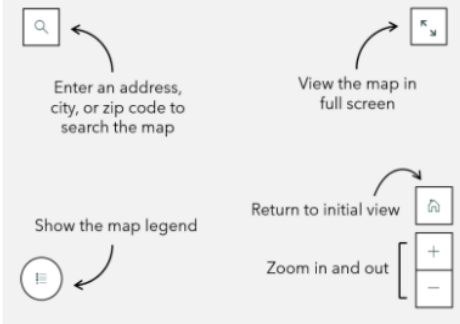 Enter an address,
city, or zip code to
search the map
View the map in
full screen
Show the map legend
Return to initial view
Zoom in and out
+
−